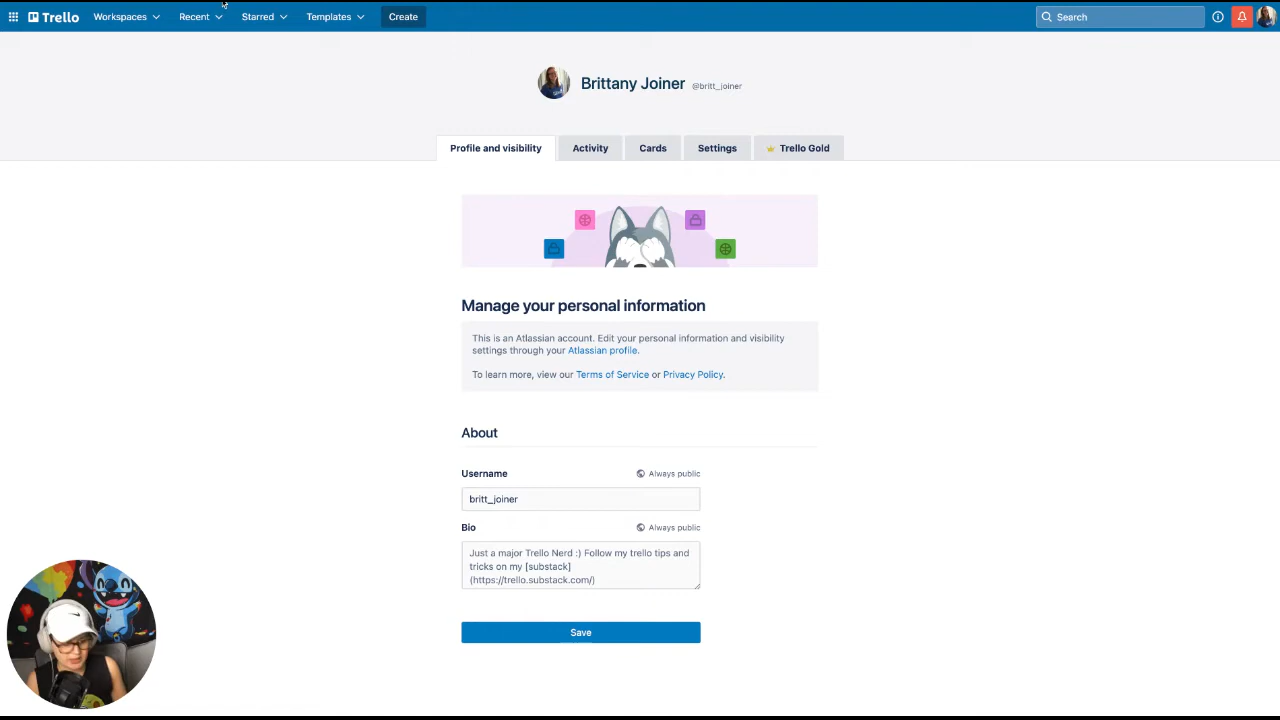 Trello Workspaces Recent Starred Templates Create Search
Brittany Joiner @britt_joiner
Profile and visibility Activity Cards Settings Trello Gold
Manage your personal information
This is an Atlassian account. Edit your personal information and visibility
settings through your Atlassian profile.
To learn more, view our Terms of Service or Privacy Policy.
About
Username Always public
britt_joiner
Bio Always public
Just a major Trello Nerd :) Follow my trello tips and
tricks on my [substack]
(https://trello.substack.com/)
Save